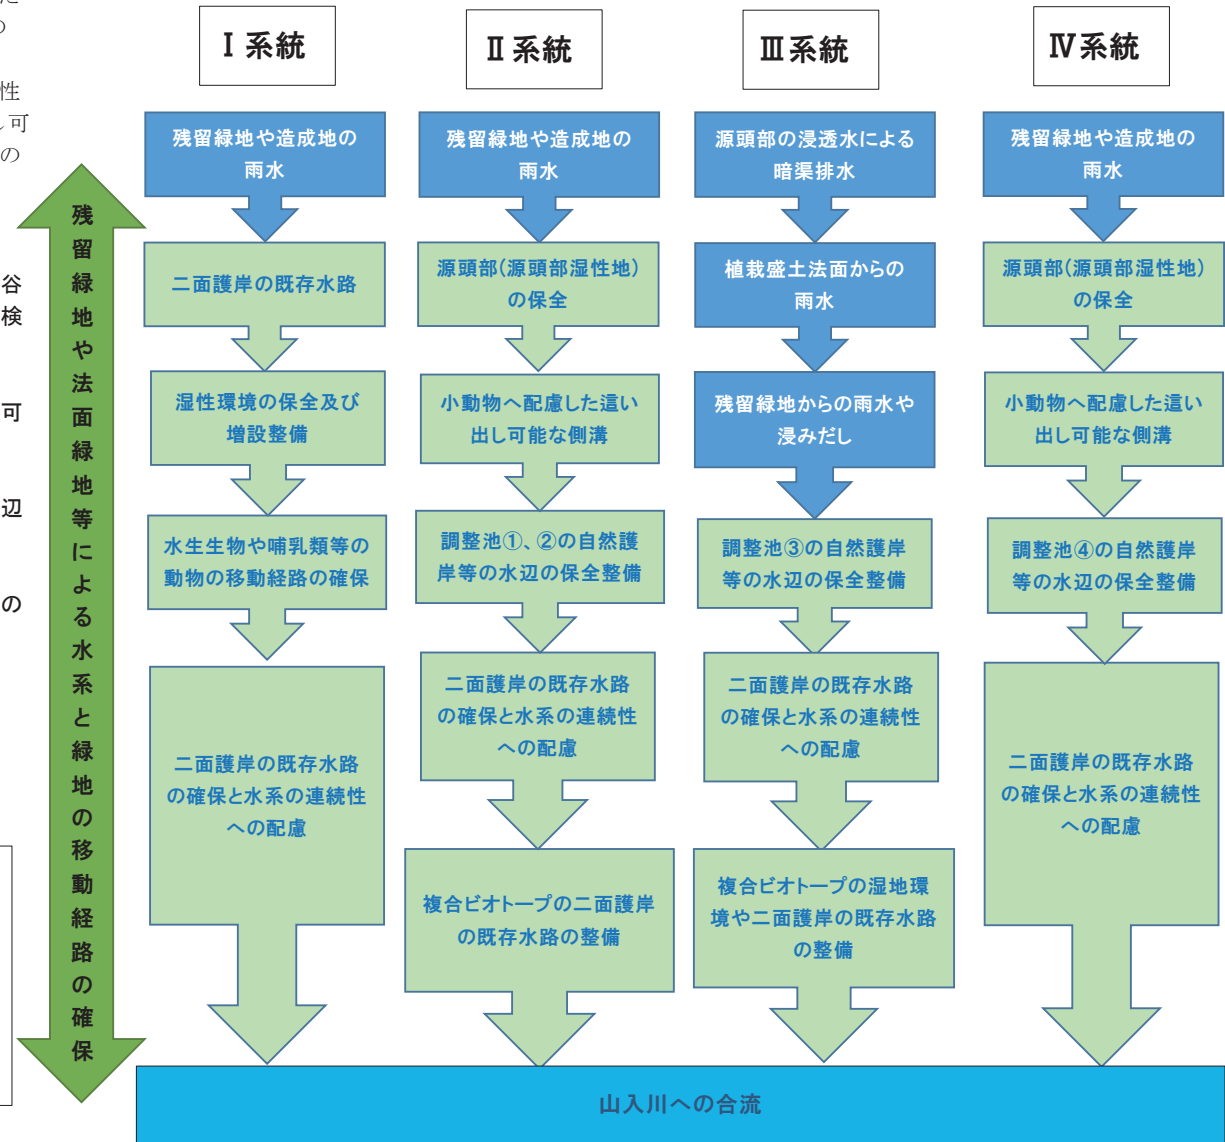 の
性
し可
の
谷
検
可
辺
の
残留緑地や法面緑地等による水系と緑地の移動経路の確保
Ⅰ系統
残留緑地や造成地の
雨水
二面護岸の既存水路
湿性環境の保全及び
増設整備
水生生物や哺乳類等の
動物の移動経路の確保
二面護岸の既存水路
の確保と水系の連続性
への配慮
Ⅱ系統
残留緑地や造成地の
雨水
源頭部(源頭部湿性地)
の保全
小動物へ配慮した這い
出し可能な側溝
調整池①、②の自然護
岸等の水辺の保全整備
二面護岸の既存水路
の確保と水系の連続性
への配慮
複合ビオトープの二面護岸
の既存水路の整備
Ⅲ系統
源頭部の浸透水による
暗渠排水
植栽盛土法面からの
雨水
残留緑地からの雨水や
浸みだし
調整池③の自然護岸
等の水辺の保全整備
二面護岸の既存水路
の確保と水系の連続性
への配慮
複合ビオトープの湿地環
境や二面護岸の既存水路
の整備
Ⅳ系統
残留緑地や造成地の
雨水
源頭部(源頭部湿性地)
の保全
小動物へ配慮した這い
出し可能な側溝
調整池④の自然護岸
等の水辺の保全整備
二面護岸の既存水路
の確保と水系の連続性
への配慮
山入川への合流